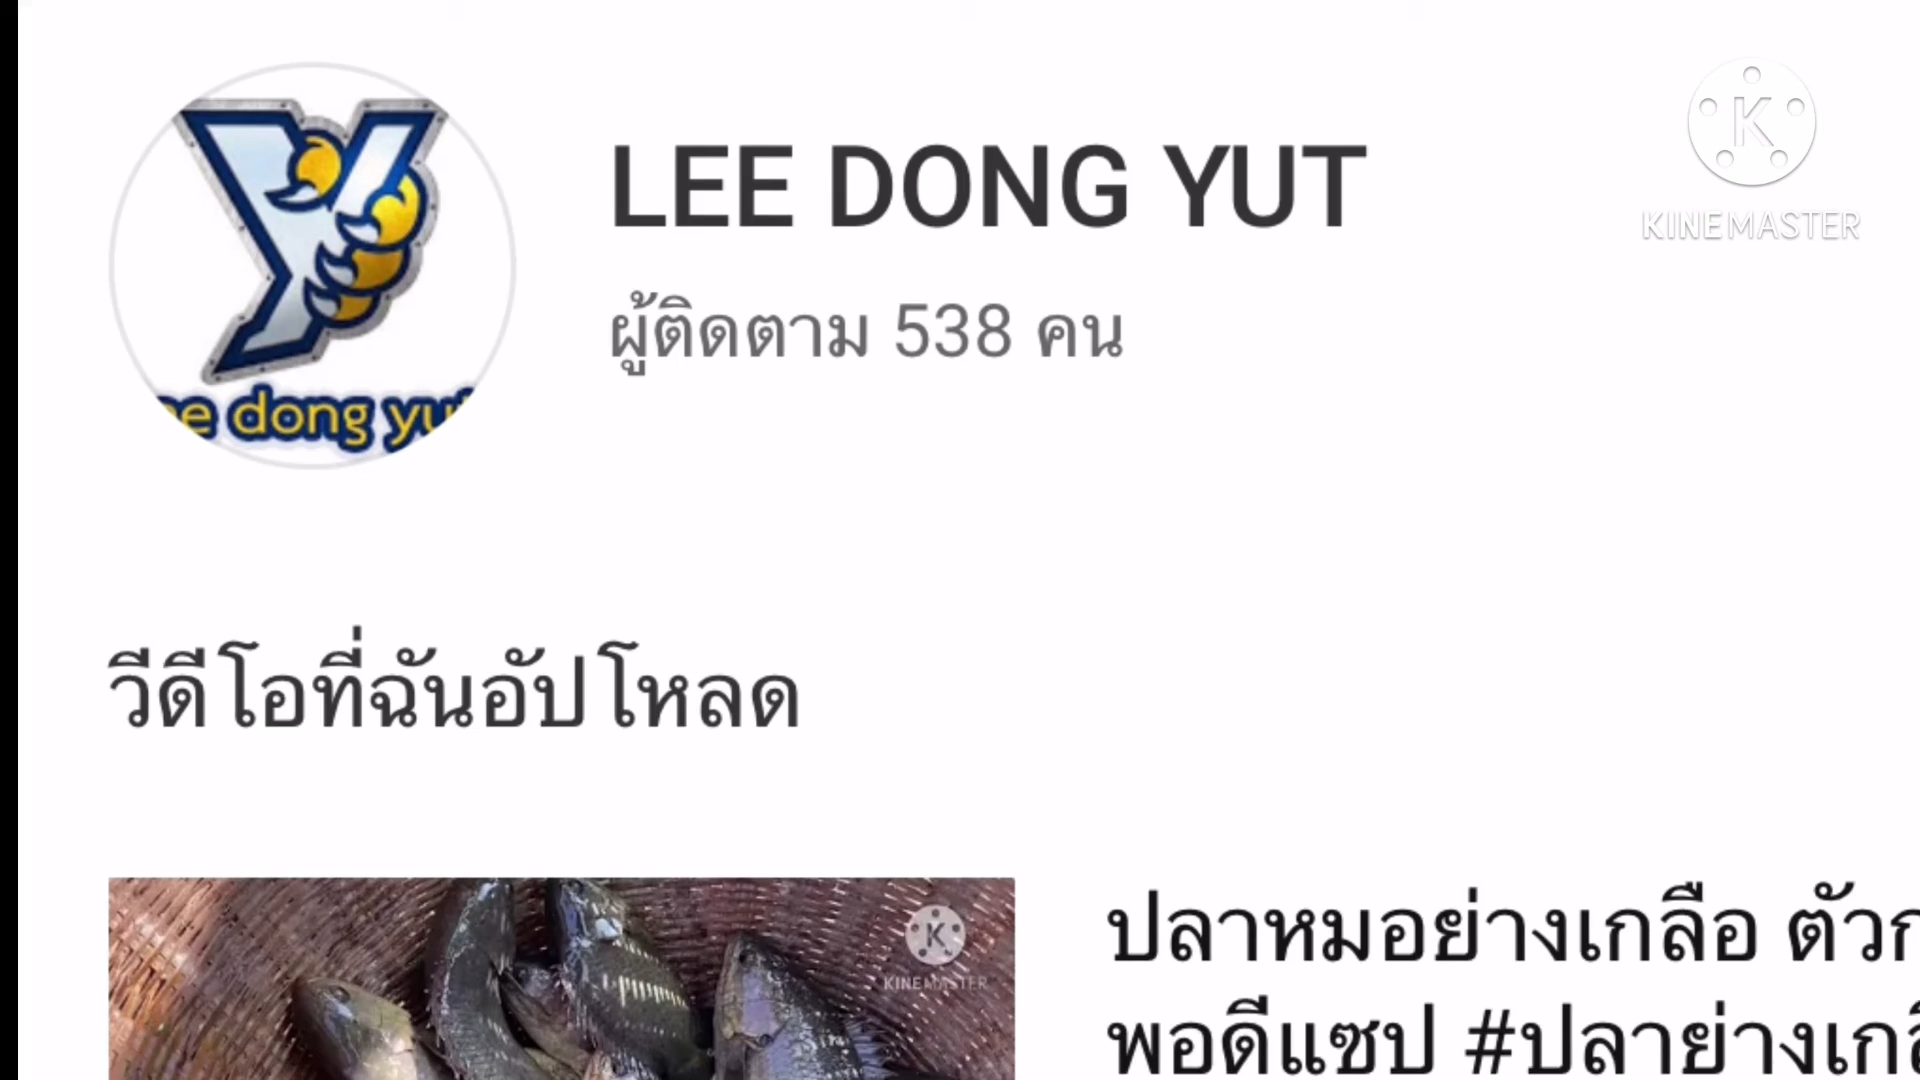 LEE DONG YUT
KINEMASTER
ผู้ติดตาม 538 คน
dong
วีดีโอที่ฉันอัปโหลด
ปลาหมอย่างเกลือ
พอดีแซป
KINEMASTER